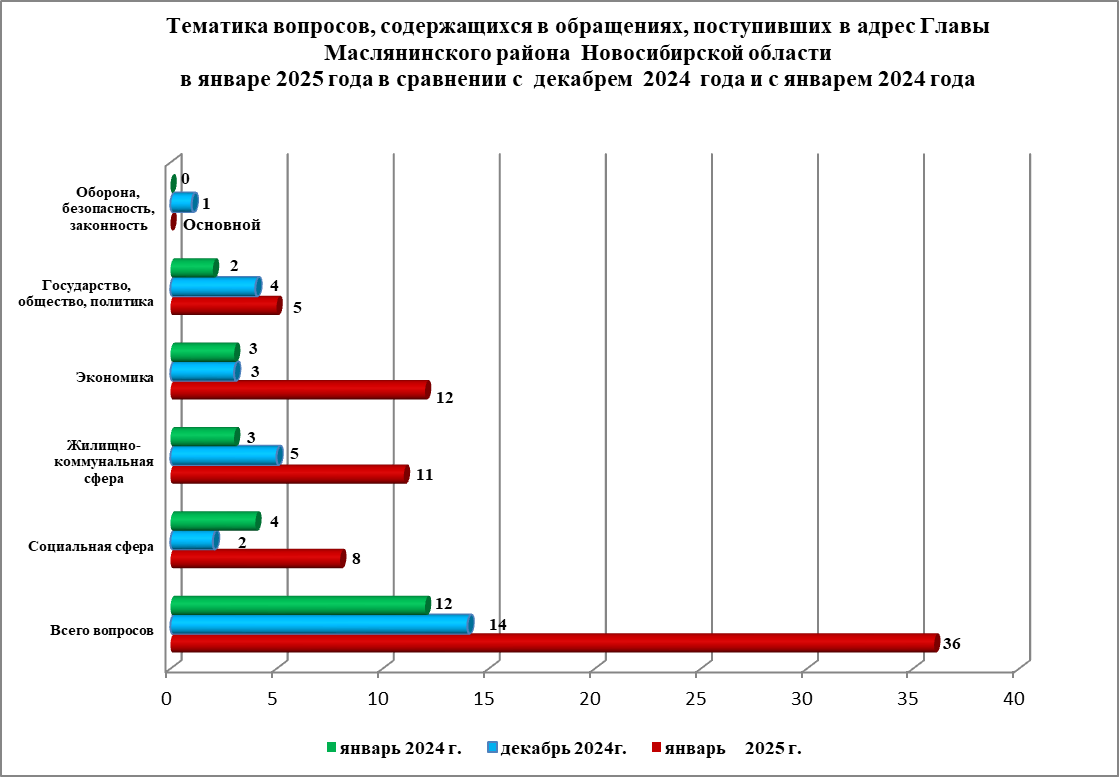 Тематика вопросов, содержащихся в обращениях, поступивших в адрес Главы
Маслянинского района Новосибирской области
в январе 2025 года в сравнении с декабрем 2024 года и с январем 2024 года
Оборона,
безопасность,
законность
0
1
Основной
Государство,
общество, политика
2
4
5
Экономика
3
3
12
Жилищно-
коммунальная
сфера
3
5
11
Социальная сфера
4
2
8
Всего вопросов
12
14
36
0 5 10 15 20 25 30 35 40
январь 2024 г. декабрь 2024г. январь 2025 г.